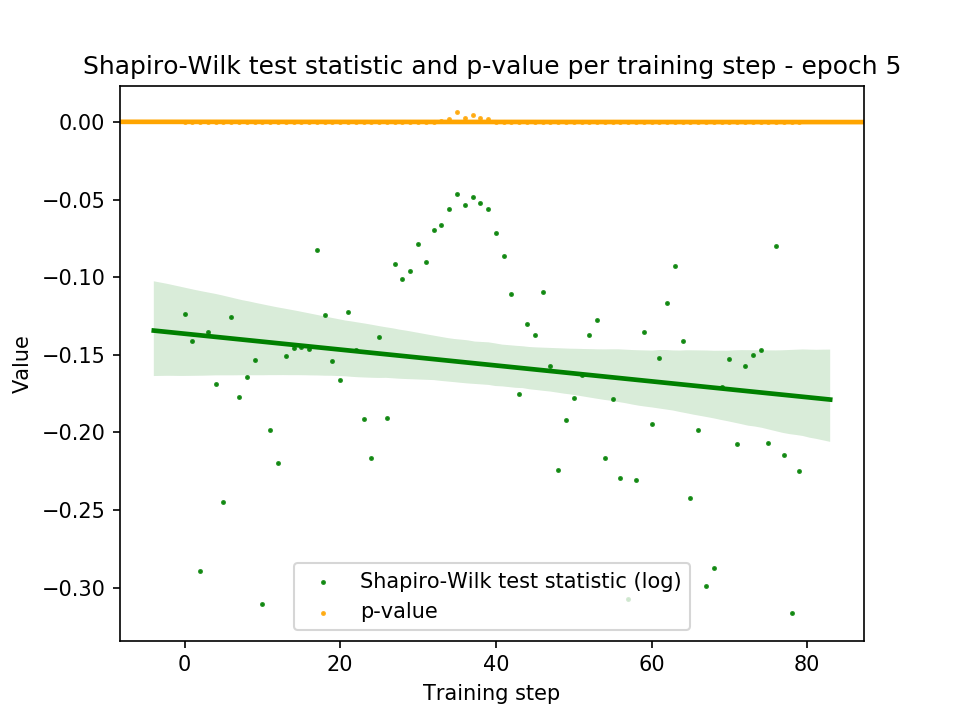 Shapiro-Wilk test statistic and p-value per training step - epoch 5
0.00
−0.05
−0.10
−0.15
−0.20
−0.25
−0.30
Value
Shapiro-Wilk test statistic (log)
p-value
0 20 40 60 80
Training step